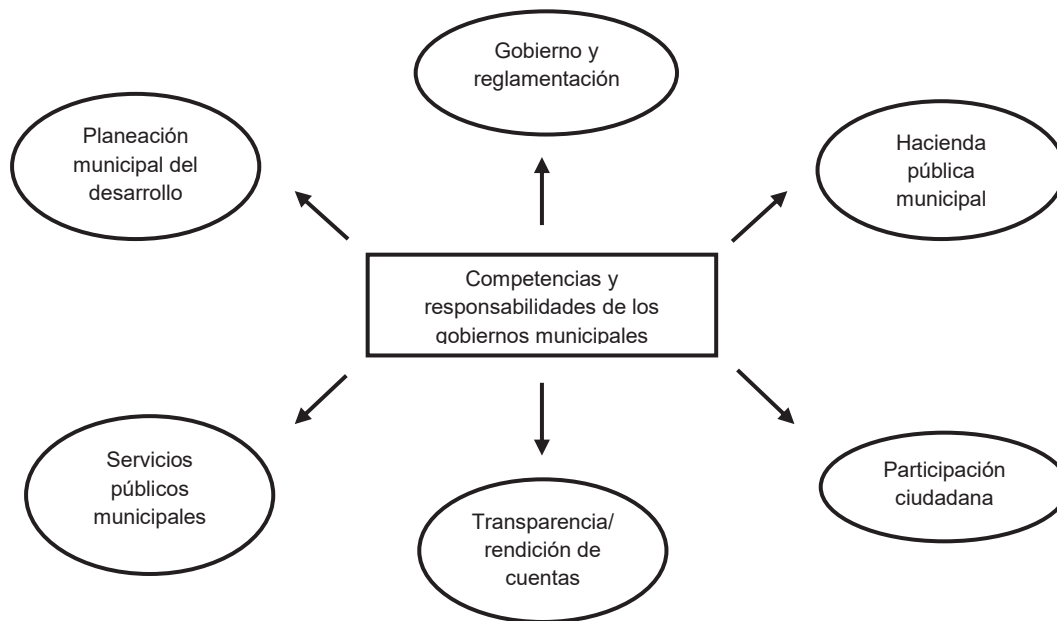 Gobierno y
reglamentación
Planeación
municipal del
desarrollo
Hacienda
pública
municipal
Competencias y
responsabilidades de los
gobiernos municipales
Servicios
públicos
municipales
Transparencia/
rendición de
cuentas
Participación
ciudadana